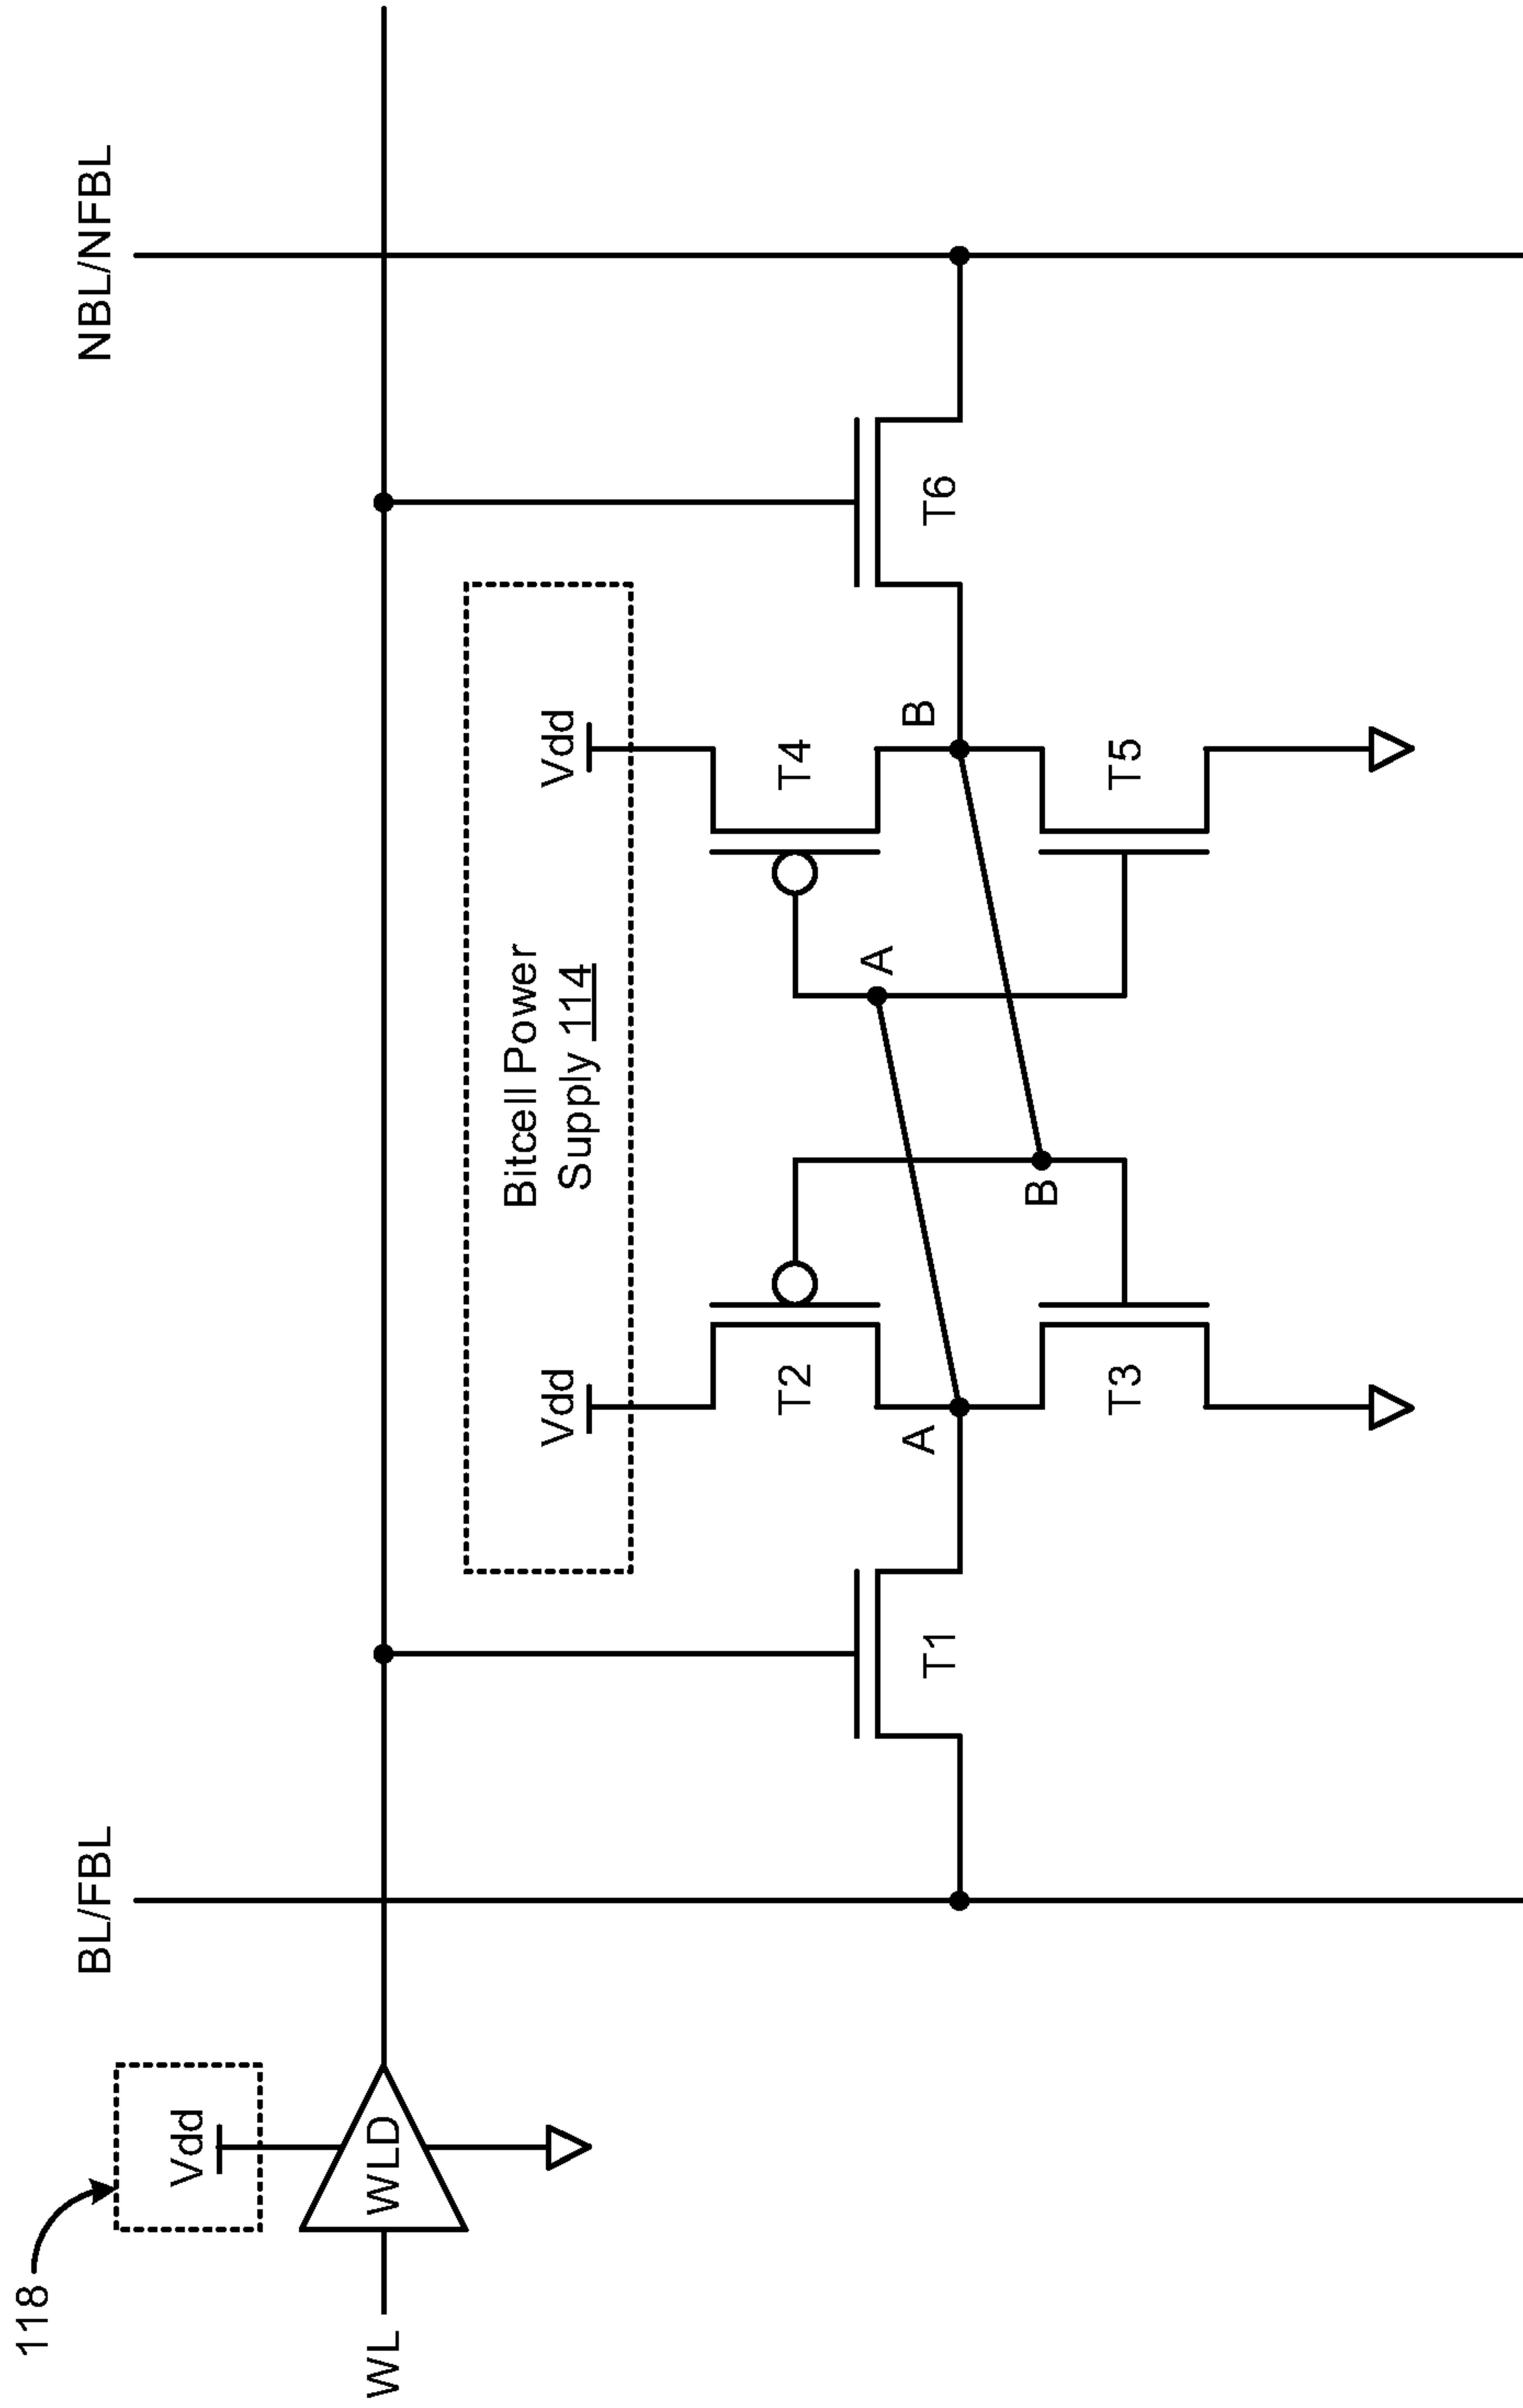 118
WL
Vdd
WLD
BL/FBL
NBL/NFBL
Bitcell Power
Supply 114
Vdd
Vdd
T1
T2
T3
A
B
A
B
T4
T5
T6